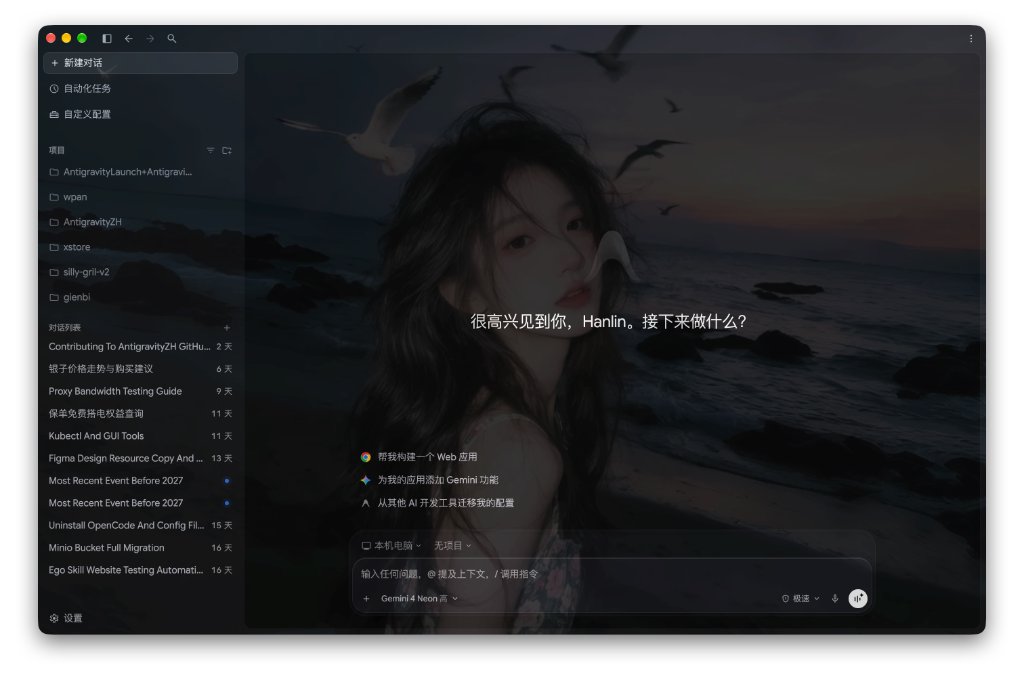 新建对话
自动化任务
自定义配置
项目
AntigravityLaunch+Antigravi...
wpan
AntigravityZH
xstore
silly-gril-v2
gienbi
对话列表
Contributing To AntigravityZH GitHu... 2 天
银子价格走势与购买建议 6 天
Proxy Bandwidth Testing Guide 9 天
保单免费搭电权益查询 11 天
Kubectl And GUI Tools 11 天
Figma Design Resource Copy And ... 13 天
Most Recent Event Before 2027
Most Recent Event Before 2027
Uninstall OpenCode And Config Fil... 15 天
Minio Bucket Full Migration 16 天
Ego Skill Website Testing Automati... 16 天
设置
很高兴见到你，Hanlin。接下来做什么？
帮我构建一个 Web 应用
为我的应用添加 Gemini 功能
从其他 AI 开发工具迁移我的配置
本机电脑 无项目
输入任何问题，@ 提及上下文，/ 调用指令
Gemini 4 Neon 高 极速